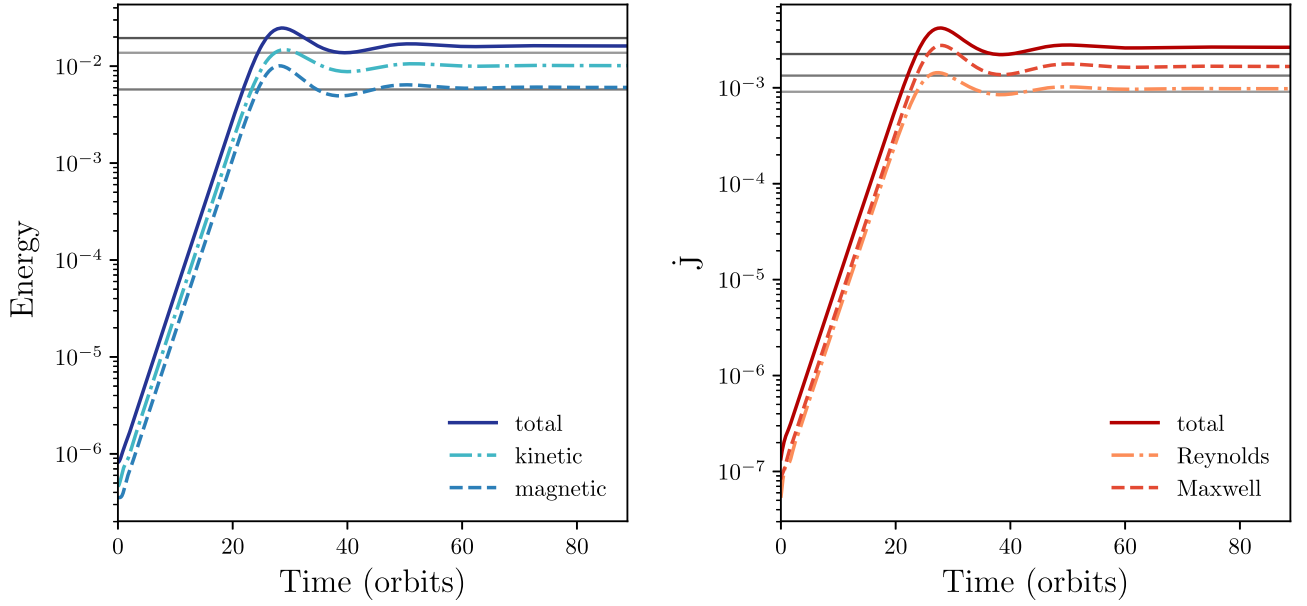 Energy
10⁻²
10⁻³
10⁻⁴
10⁻⁵
10⁻⁶
total
kinetic
magnetic
0 20 40 60 80
Time (orbits)
J̇
10⁻³
10⁻⁴
10⁻⁵
10⁻⁶
10⁻⁷
total
Reynolds
Maxwell
0 20 40 60 80
Time (orbits)